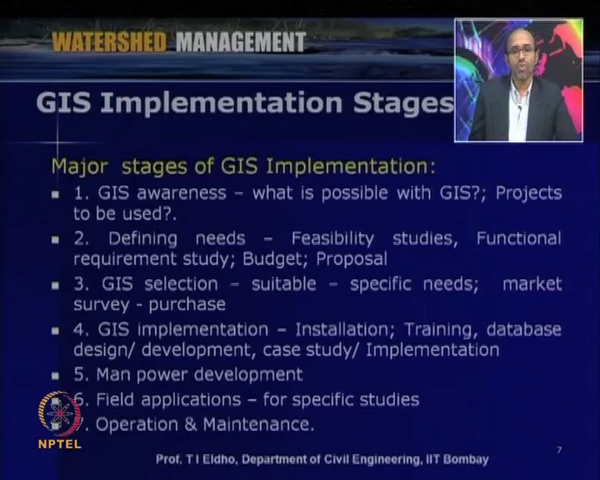 WATERSHED MANAGEMENT
GIS Implementation Stages
Major stages of GIS Implementation:
1. GIS awareness – what is possible with GIS?; Projects
to be used?.
2. Defining needs – Feasibility studies, Functional
requirement study; Budget; Proposal
3. GIS selection – suitable – specific needs; market
survey - purchase
4. GIS implementation – Installation; Training, database
design/ development, case study/ Implementation
5. Man power development
6. Field applications – for specific studies
7. Operation & Maintenance.
NPTEL
Prof. T I Eldho, Department of Civil Engineering, IIT Bombay
7